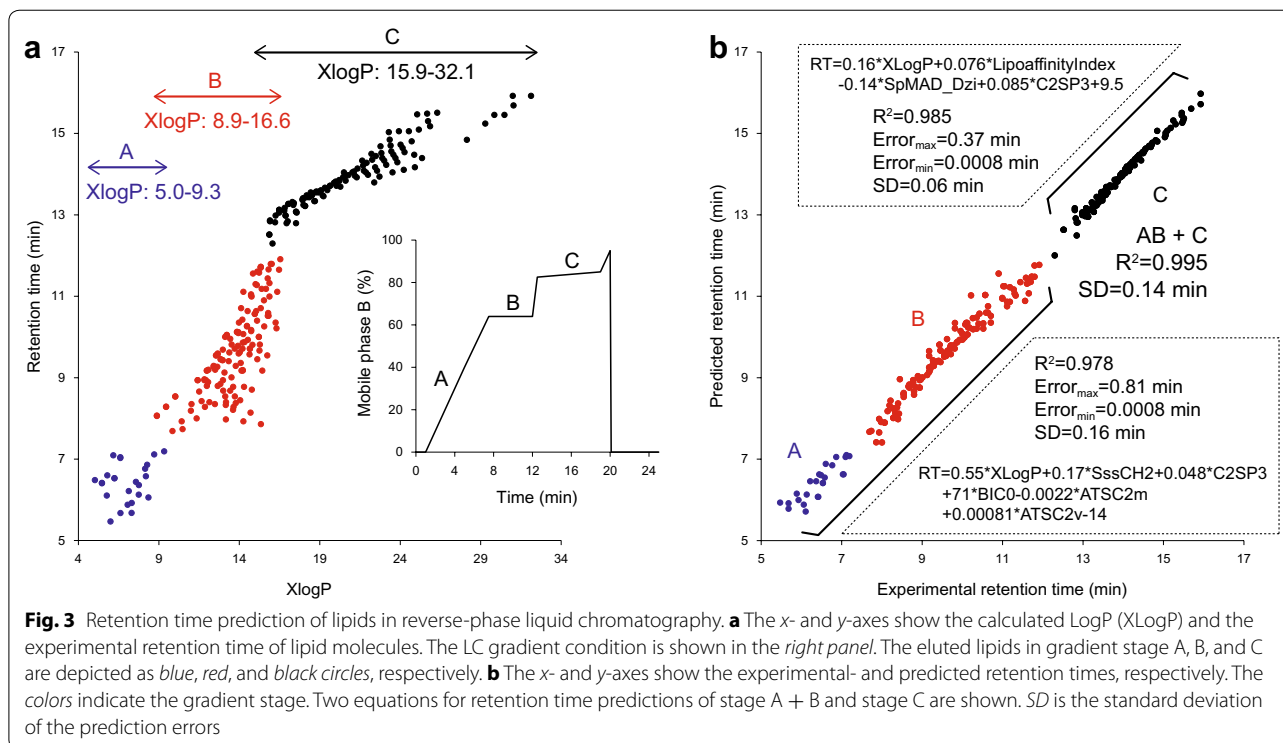 a
17
15
13
11
9
7
5
Retention time (min)
4
9
14
19
24
29
34
XlogP
C
XlogP: 15.9-32.1
B
XlogP: 8.9-16.6
A
XlogP: 5.0-9.3
100
80
60
40
20
0
Mobile phase B (%)
0
4
8
12
16
20
24
Time (min)
A
B
C
b
17
15
13
11
9
7
5
Predicted retention time (min)
5
7
9
11
13
15
17
Experimental retention time (min)
RT=0.16*XLogP+0.076*LipoaffinityIndex
-0.14*SpMAD_Dzi+0.085*C2SP3+9.5
R²=0.985
Errormax=0.37 min
Errormin=0.0008 min
SD=0.06 min
C
AB + C
R²=0.995
SD=0.14 min
B
A
R²=0.978
Errormax=0.81 min
Errormin=0.0008 min
SD=0.16 min
RT=0.55*XLogP+0.17*SssCH2+0.048*C2SP3
+71*BIC0-0.0022*ATSC2m
+0.00081*ATSC2v-14
Fig. 3 Retention time prediction of lipids in reverse-phase liquid chromatography. a The x- and y-axes show the calculated LogP (XLogP) and the
experimental retention time of lipid molecules. The LC gradient condition is shown in the right panel. The eluted lipids in gradient stage A, B, and C
are depicted as blue, red, and black circles, respectively. b The x- and y-axes show the experimental- and predicted retention times, respectively. The
colors indicate the gradient stage. Two equations for retention time predictions of stage A + B and stage C are shown. SD is the standard deviation
of the prediction errors